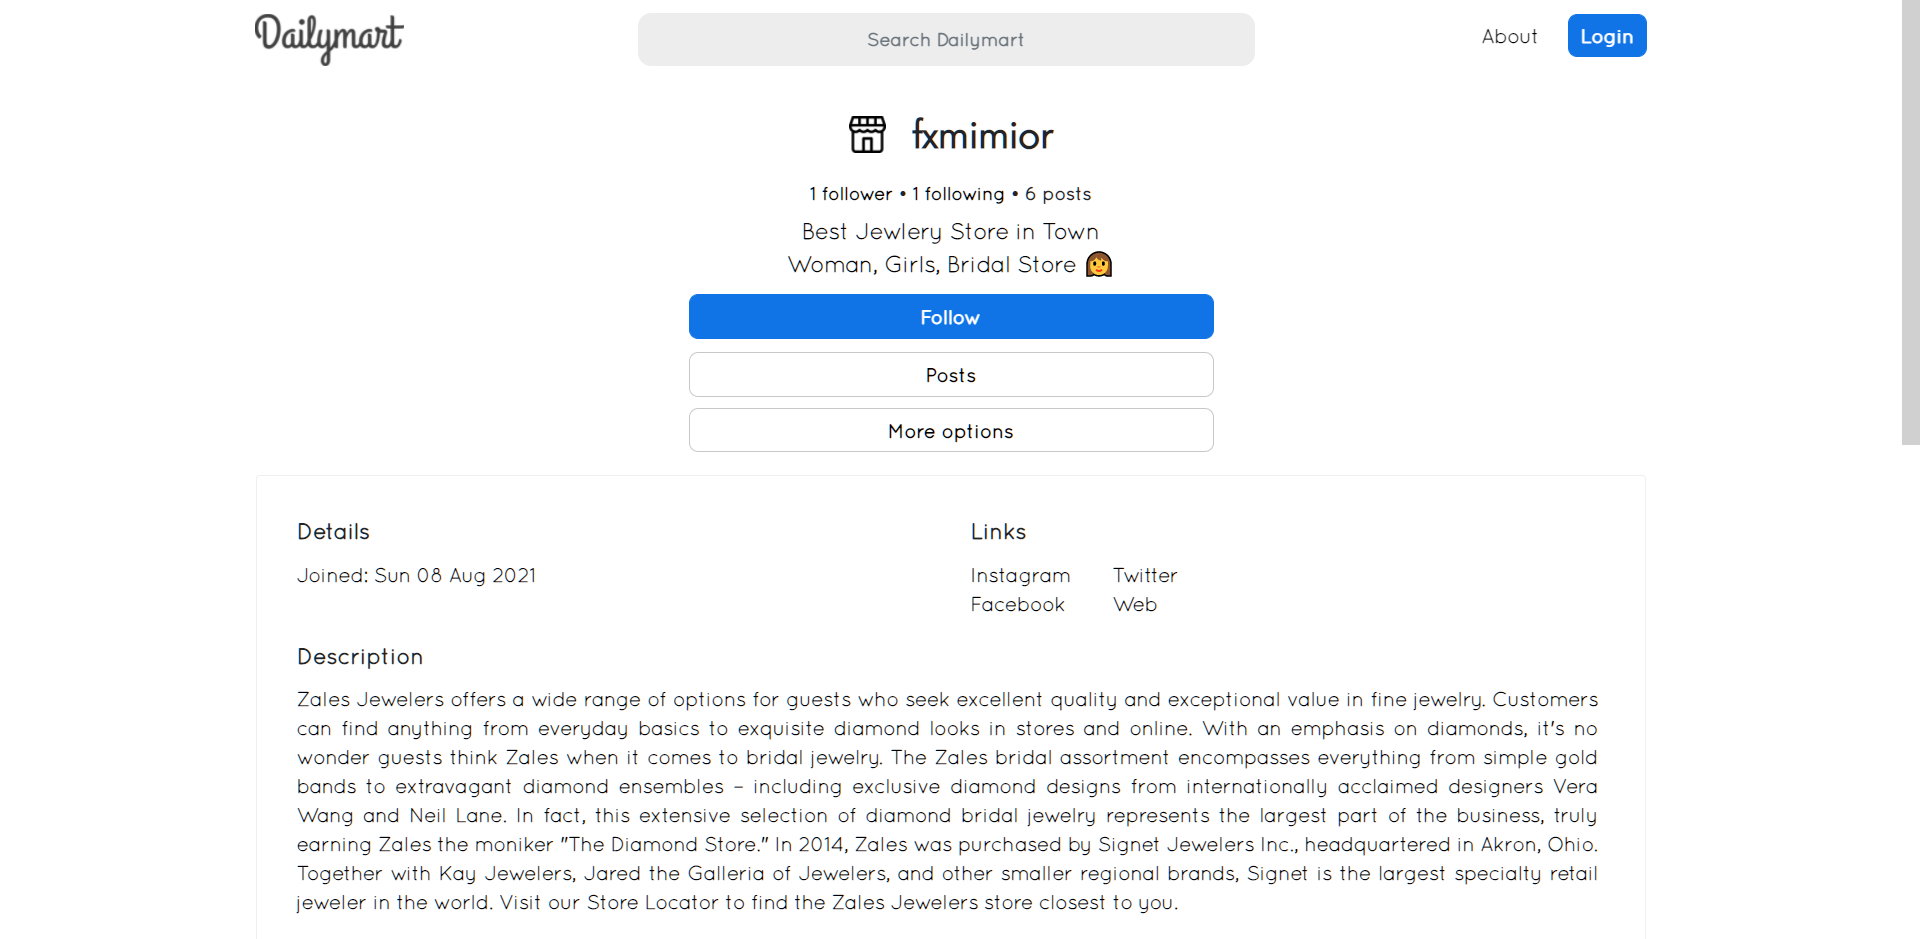 Dailymart
Search Dailymart
About
Login
fxmimior
1 follower • 1 following • 6 posts
Best Jewlery Store in Town
Woman, Girls, Bridal Store 👩
Follow
Posts
More options
Details
Joined: Sun 08 Aug 2021
Links
Instagram Twitter
Facebook Web
Description
Zales Jewelers offers a wide range of options for guests who seek excellent quality and exceptional value in fine jewelry. Customers
can find anything from everyday basics to exquisite diamond looks in stores and online. With an emphasis on diamonds, it's no
wonder guests think Zales when it comes to bridal jewelry. The Zales bridal assortment encompasses everything from simple gold
bands to extravagant diamond ensembles – including exclusive diamond designs from internationally acclaimed designers Vera
Wang and Neil Lane. In fact, this extensive selection of diamond bridal jewelry represents the largest part of the business, truly
earning Zales the moniker "The Diamond Store." In 2014, Zales was purchased by Signet Jewelers Inc., headquartered in Akron, Ohio.
Together with Kay Jewelers, Jared the Galleria of Jewelers, and other smaller regional brands, Signet is the largest specialty retail
jeweler in the world. Visit our Store Locator to find the Zales Jewelers store closest to you.